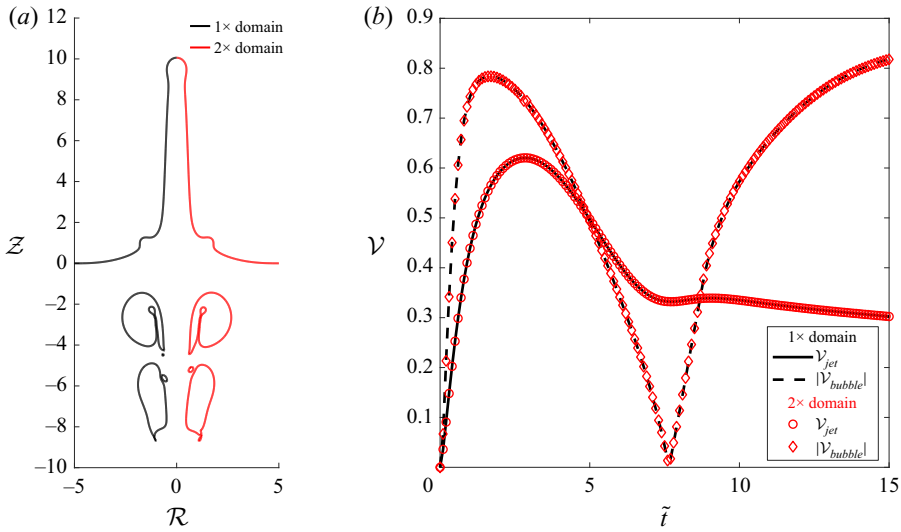 (a)
12
10
8
6
4
2
0
−2
−4
−6
−8
−10
−5
0
5
Z
R
1× domain
2× domain
(b)
0.9
0.8
0.7
0.6
0.5
0.4
0.3
0.2
0.1
0
5
10
15
V
t̃
1× domain
V_jet
|V_bubble|
2× domain
V_jet
|V_bubble|